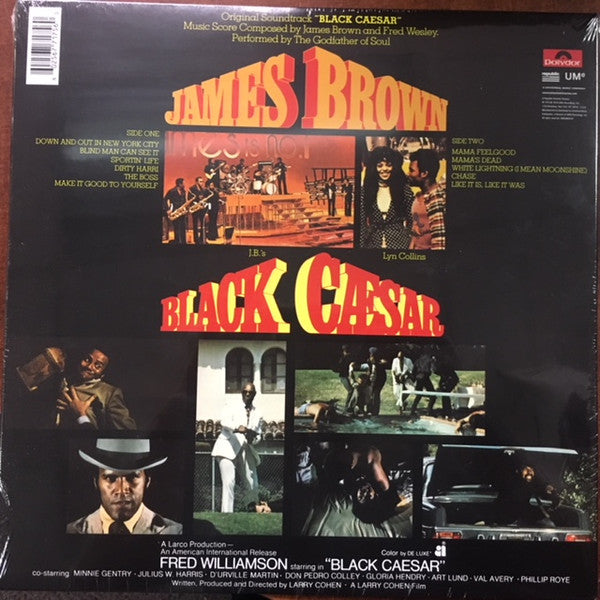 Original Soundtrack "BLACK CAESAR"
Music Score Composed by James Brown and Fred Wesley.
Performed by The Godfather of Soul
Polydor
republic
UMe
JAMES BROWN
SIDE ONE
DOWN AND OUT IN NEW YORK CITY
BLIND MAN CAN SEE IT
SPORTIN' LIFE
DIRTY HARRI
THE BOSS
MAKE IT GOOD TO YOURSELF
SIDE TWO
MAMA FEELGOOD
MAMA'S DEAD
WHITE LIGHTNING (I MEAN MOONSHINE)
CHASE
LIKE IT IS, LIKE IT WAS
J.B.'s
Lyn Collins
BLACK CÆSAR
A Larco Production—
An American International Release
Color by DE LUXE
FRED WILLIAMSON starring in "BLACK CAESAR"
co-starring MINNIE GENTRY · JULIUS W. HARRIS · D'URVILLE MARTIN · DON PEDRO COLLEY · GLORIA HENDRY · ART LUND · VAL AVERY · PHILLIP ROYE
Written, Produced and Directed by LARRY COHEN · A LARRY COHEN Film